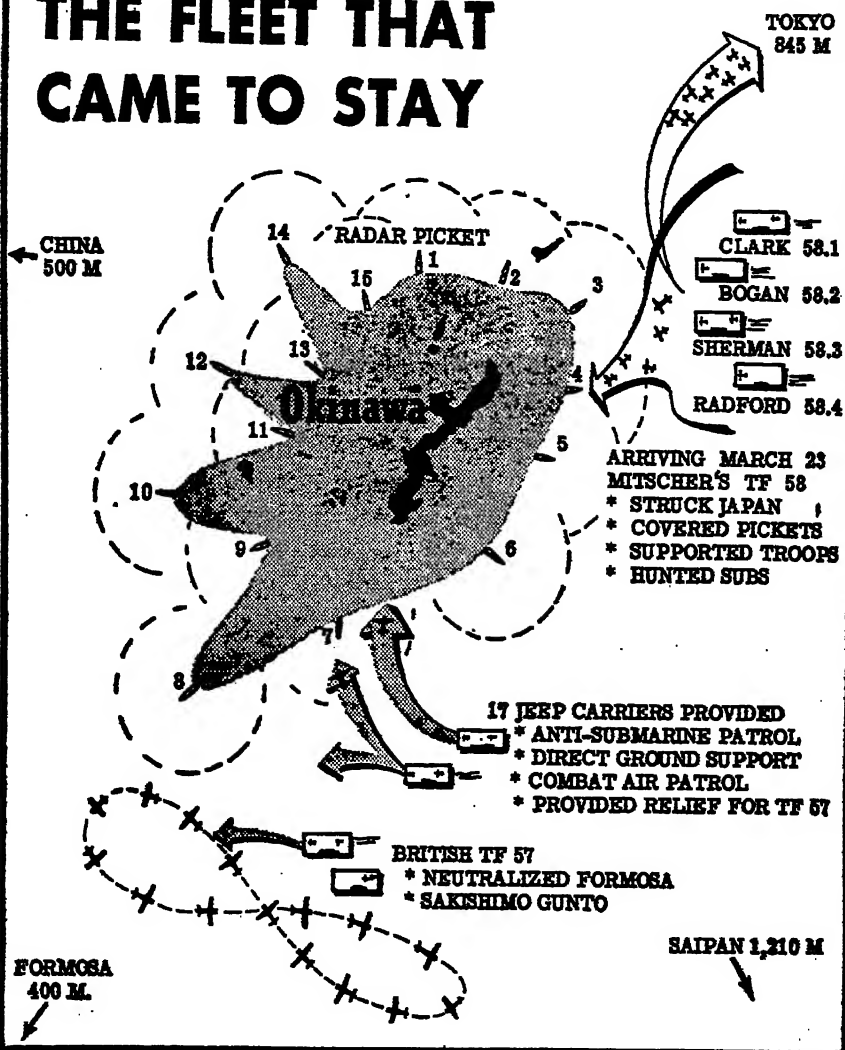 THE FLEET THAT
CAME TO STAY
TOKYO
845 M
CHINA
500 M
RADAR PICKET
1
2
3
4
5
6
7
8
9
10
11
12
13
14
15
Okinawa
CLARK 58.1
BOGAN 58.2
SHERMAN 58.3
RADFORD 58.4
ARRIVING MARCH 23
MITSCHER'S TF 58
* STRUCK JAPAN
* COVERED PICKETS
* SUPPORTED TROOPS
* HUNTED SUBS
17 JEEP CARRIERS PROVIDED
* ANTI-SUBMARINE PATROL
* DIRECT GROUND SUPPORT
* COMBAT AIR PATROL
* PROVIDED RELIEF FOR TF 57
BRITISH TF 57
* NEUTRALIZED FORMOSA
* SAKISHIMO GUNTO
SAIPAN 1,210 M
FORMOSA
400 M.